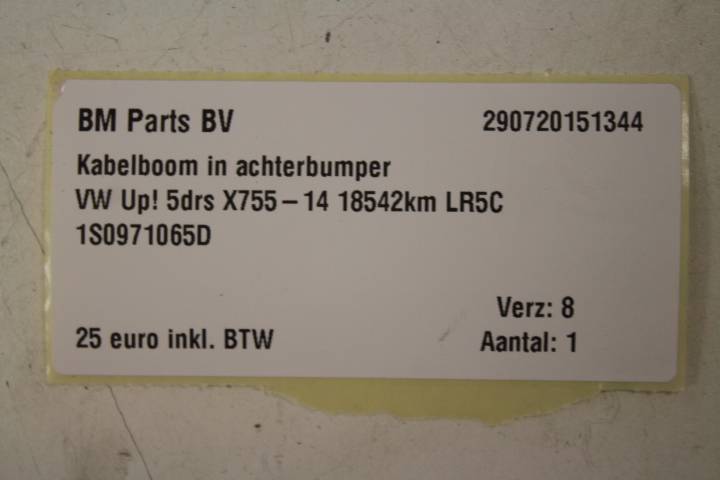 BM Parts BV 290720151344
Kabelboom in achterbumper
VW Up! 5drs X755-14 18542km LR5C
1S0971065D
Verz: 8
25 euro inkl. BTW Aantal: 1